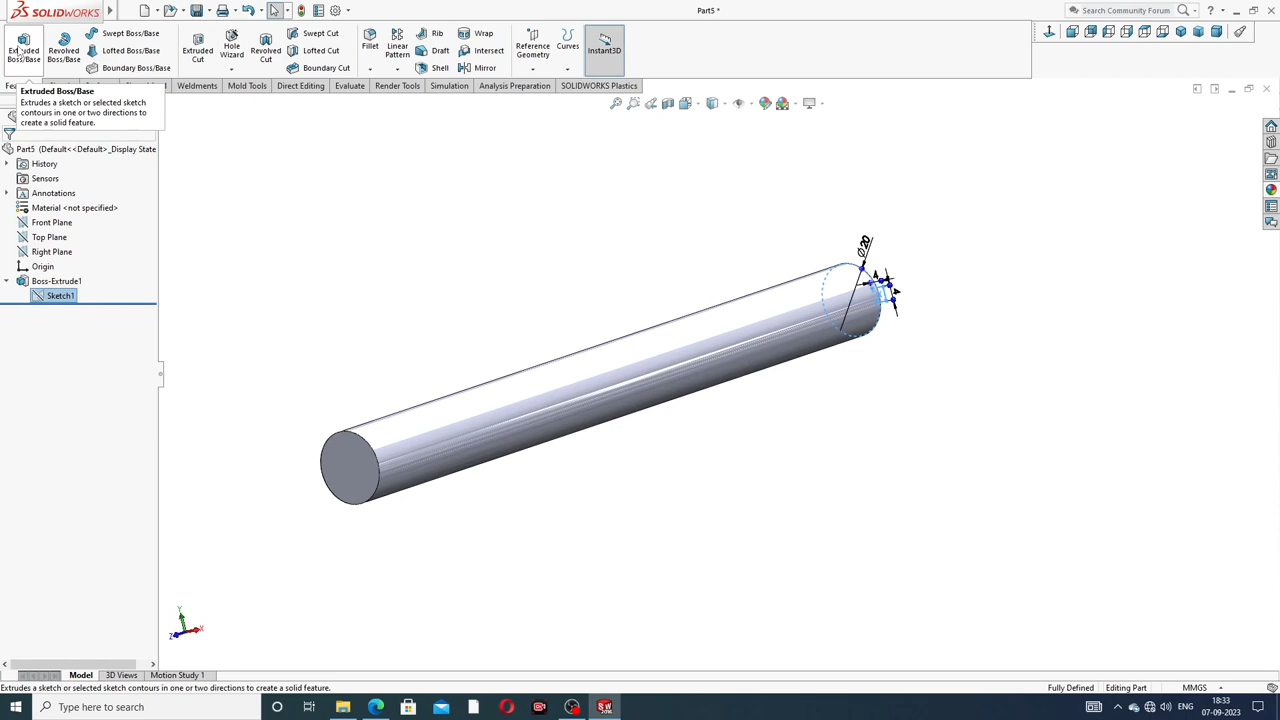 SOLIDWORKS
Part5 *
Search Community Forum
Extruded Boss/Base
Revolved Boss/Base
Swept Boss/Base
Lofted Boss/Base
Boundary Boss/Base
Extruded Cut
Hole Wizard
Revolved Cut
Swept Cut
Lofted Cut
Boundary Cut
Fillet
Linear Pattern
Rib
Draft
Shell
Wrap
Intersect
Mirror
Reference Geometry
Curves
Instant3D
Weldments
Mold Tools
Direct Editing
Evaluate
Render Tools
Simulation
Analysis Preparation
SOLIDWORKS Plastics
Extruded Boss/Base
Extrudes a sketch or selected sketch
contours in one or two directions to
create a solid feature.
Part5 (Default<<Default>_Display State
History
Sensors
Annotations
Material <not specified>
Front Plane
Top Plane
Right Plane
Origin
Boss-Extrude1
Sketch1
Ø20
4
4
Y
X
Z
Model
3D Views
Motion Study 1
Extrudes a sketch or selected sketch contours in one or two directions to create a solid feature.
Fully Defined
Editing Part
MMGS
Type here to search
ENG
18:33
07-09-2023